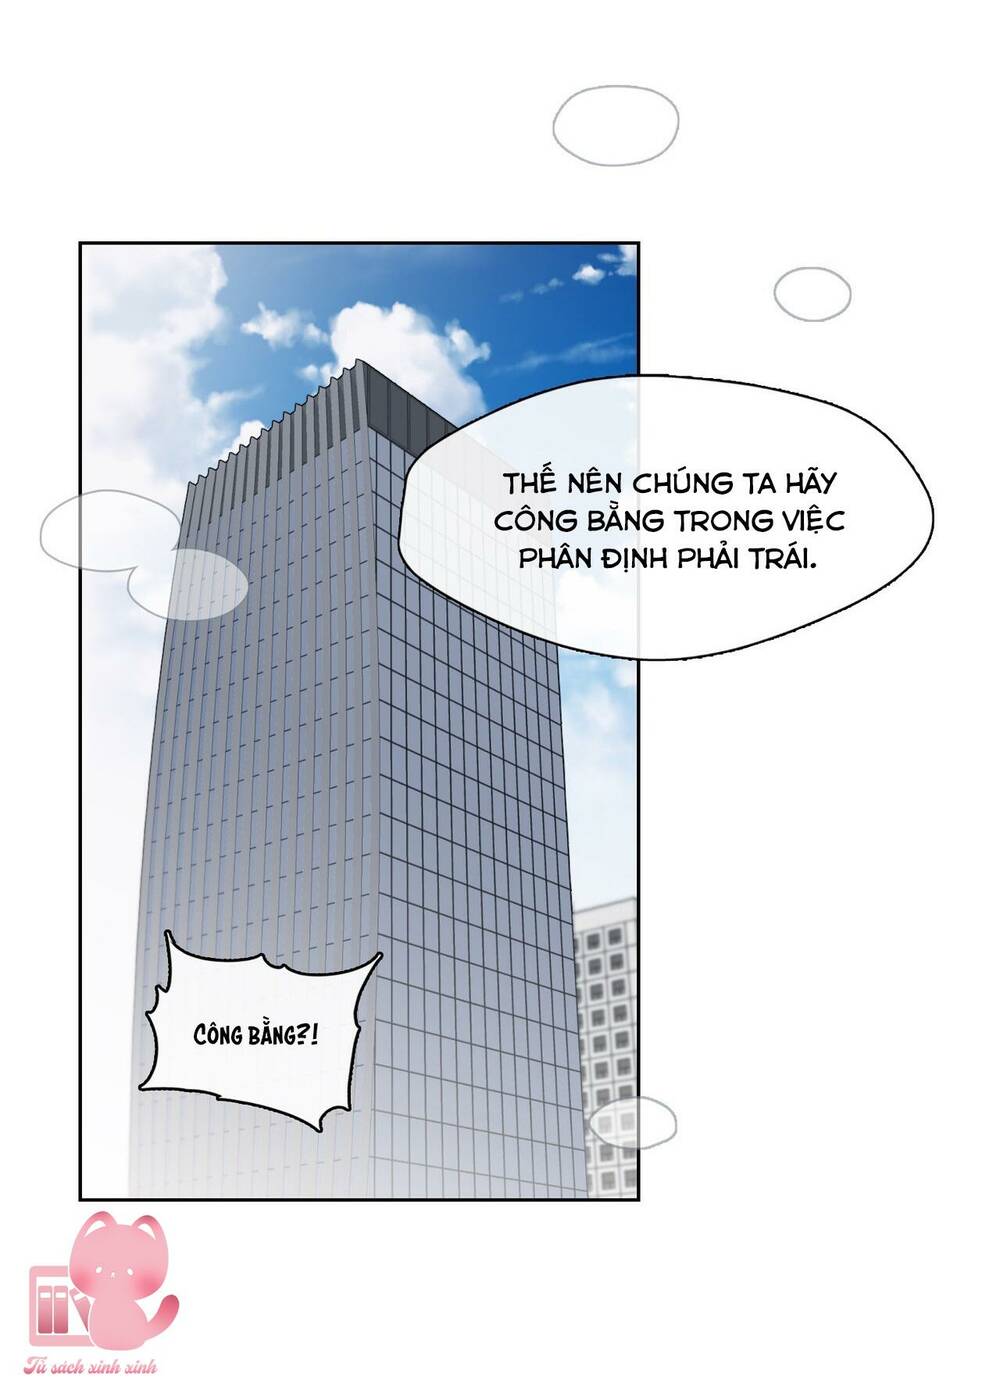 THẾ NÊN CHÚNG TA HÃY
CÔNG BẰNG TRONG VIỆC
PHÂN ĐỊNH PHẢI TRÁI.
CÔNG BẰNG?!
Tủ sách xinh xinh